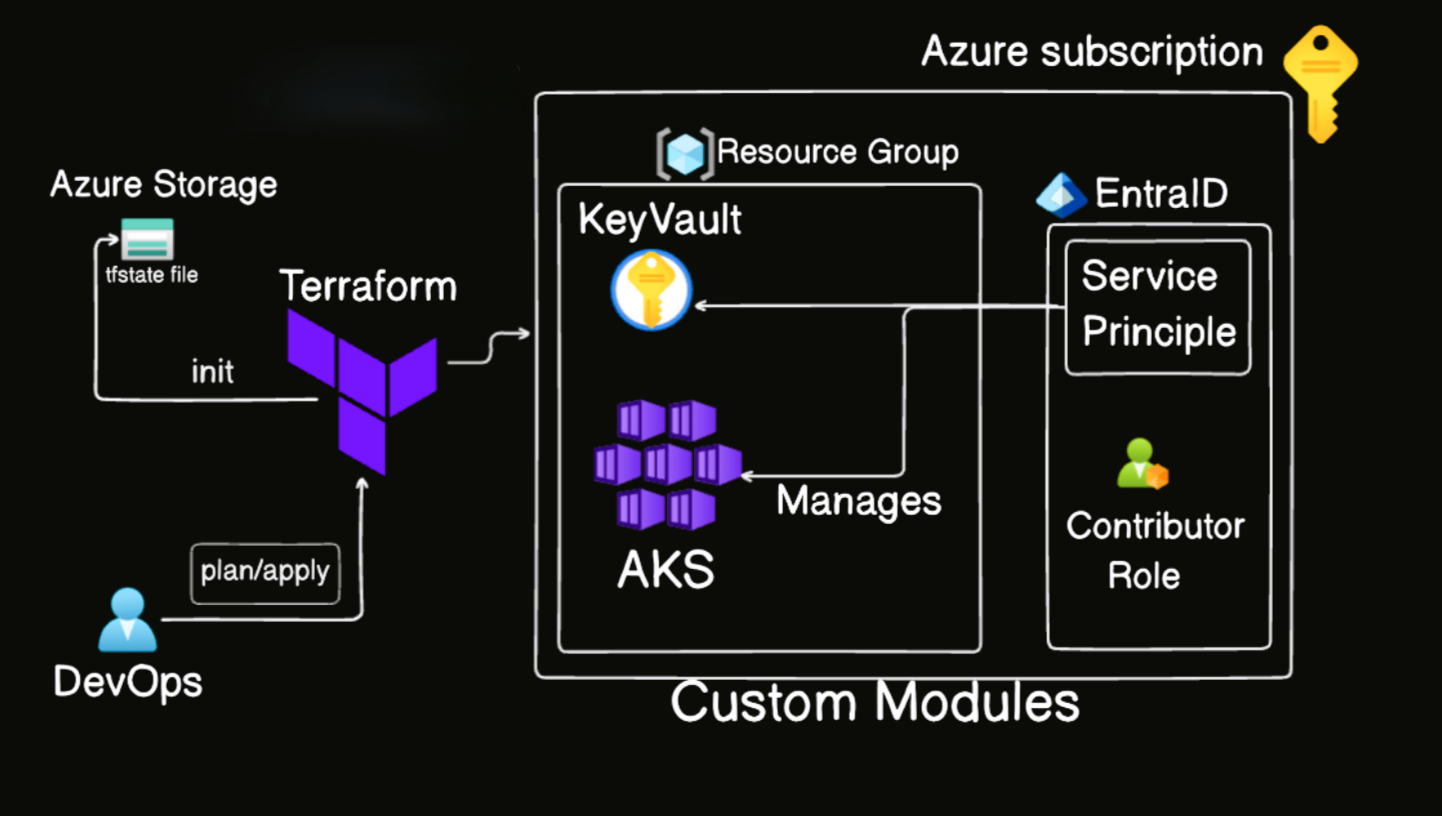 Azure subscription
Resource Group
Azure Storage
tfstate file
EntraID
KeyVault
Service
Principle
Terraform
init
Manages
Contributor
Role
AKS
plan/apply
DevOps
Custom Modules